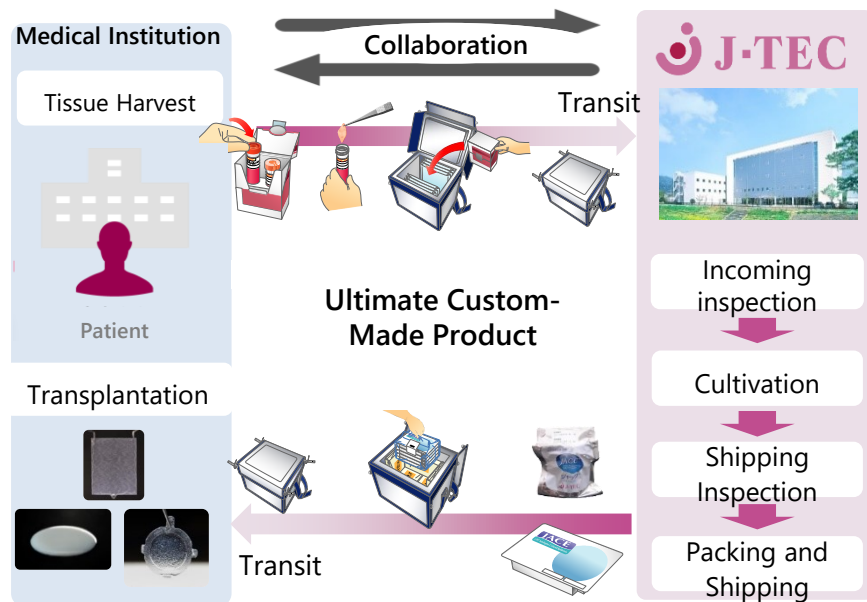 Medical Institution
Tissue Harvest
Patient
Transplantation
Collaboration
Transit
Ultimate Custom-
Made Product
JACE
JACE
Transit
J-TEC
Incoming
inspection
Cultivation
Shipping
Inspection
Packing and
Shipping